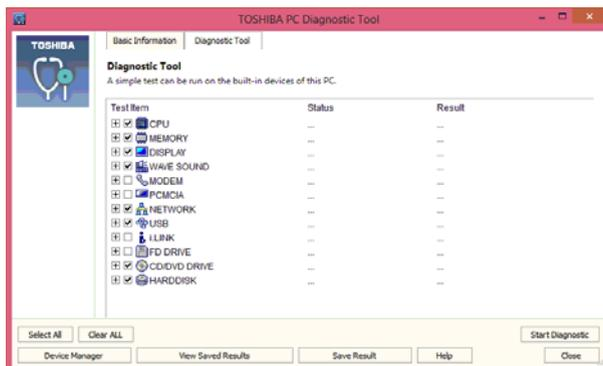 TOSHIBA PC Diagnostic Tool
TOSHIBA
Basic Information Diagnostic Tool
Diagnostic Tool
A simple test can be run on the built-in devices of this PC.
Test Item Status Result
CPU ... ...
MEMORY ... ...
DISPLAY ... ...
WAVE SOUND ... ...
MODEM ... ...
PCMCIA ... ...
NETWORK ... ...
USB ... ...
i.LINK ... ...
FD DRIVE ... ...
CD/DVD DRIVE ... ...
HARDDISK ... ...
Select All Clear ALL Start Diagnostic
Device Manager View Saved Results Save Result Help Close